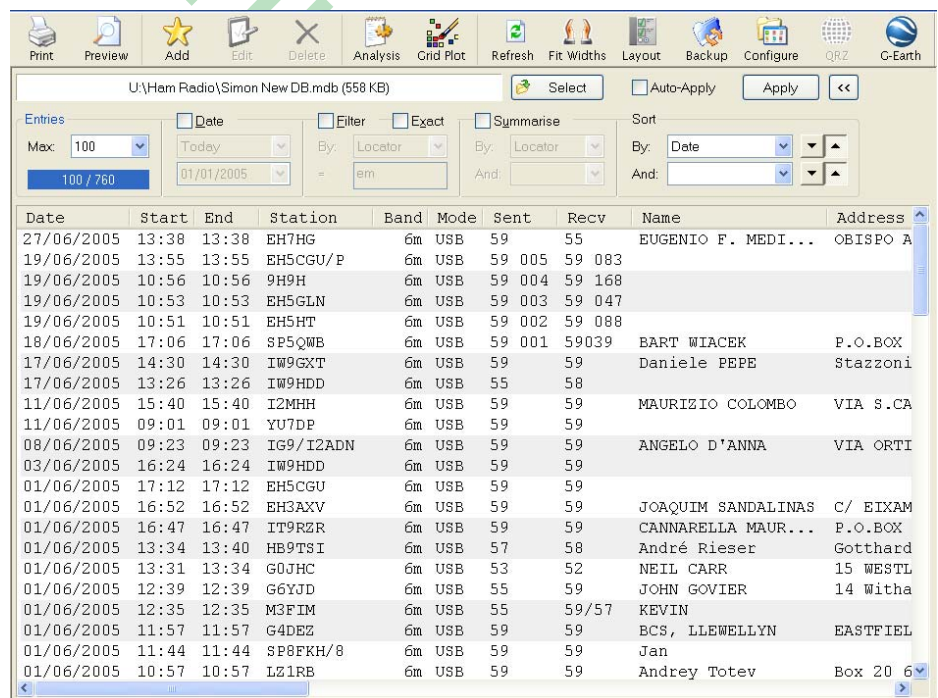 Print Preview Add Edit Delete Analysis Grid Plot Refresh Fit Widths Layout Backup Configure QRZ G-Earth
U:\Ham Radio\Simon New DB.mdb (558 KB) Select Auto-Apply Apply <<
Entries Date Filter Exact Summarise Sort
Max: 100 Today By: Locator By: Locator By: Date
100 / 760 01/01/2005 = em And: And:
Date Start End Station Band Mode Sent Recv Name Address
27/06/2005 13:38 13:38 EH7HG 6m USB 59 55 EUGENIO F. MEDI... OBISPO A
19/06/2005 13:55 13:55 EH5CGU/P 6m USB 59 005 59 083
19/06/2005 10:56 10:56 9H9H 6m USB 59 004 59 168
19/06/2005 10:53 10:53 EH5GLN 6m USB 59 003 59 047
19/06/2005 10:51 10:51 EH5HT 6m USB 59 002 59 088
18/06/2005 17:06 17:06 SP5QWB 6m USB 59 001 59039 BART WIACEK P.O.BOX
17/06/2005 14:30 14:30 IW9GXT 6m USB 59 59 Daniele PEPE Stazzoni
17/06/2005 13:26 13:26 IW9HDD 6m USB 55 58
11/06/2005 15:40 15:40 I2MHH 6m USB 59 59 MAURIZIO COLOMBO VIA S.CA
11/06/2005 09:01 09:01 YU7DP 6m USB 59 59
08/06/2005 09:23 09:23 IG9/I2ADN 6m USB 59 59 ANGELO D'ANNA VIA ORTI
03/06/2005 16:24 16:24 IW9HDD 6m USB 59 59
01/06/2005 17:12 17:12 EH5CGU 6m USB 59 59
01/06/2005 16:52 16:52 EH3AXV 6m USB 59 59 JOAQUIM SANDALINAS C/ EIXAM
01/06/2005 16:47 16:47 IT9RZR 6m USB 59 59 CANNARELLA MAUR... P.O.BOX
01/06/2005 13:34 13:40 HB9TSI 6m USB 57 58 André Rieser Gotthard
01/06/2005 13:31 13:34 G0JHC 6m USB 53 52 NEIL CARR 15 WESTL
01/06/2005 12:39 12:39 G6YJD 6m USB 55 59 JOHN GOVIER 14 Witha
01/06/2005 12:35 12:35 M3FIM 6m USB 55 59/57 KEVIN
01/06/2005 11:57 11:57 G4DEZ 6m USB 59 59 BCS, LLEWELLYN EASTFIEL
01/06/2005 11:44 11:44 SP8FKH/8 6m USB 59 59 Jan
01/06/2005 10:57 10:57 LZ1RB 6m USB 59 59 Andrey Totev Box 20 6